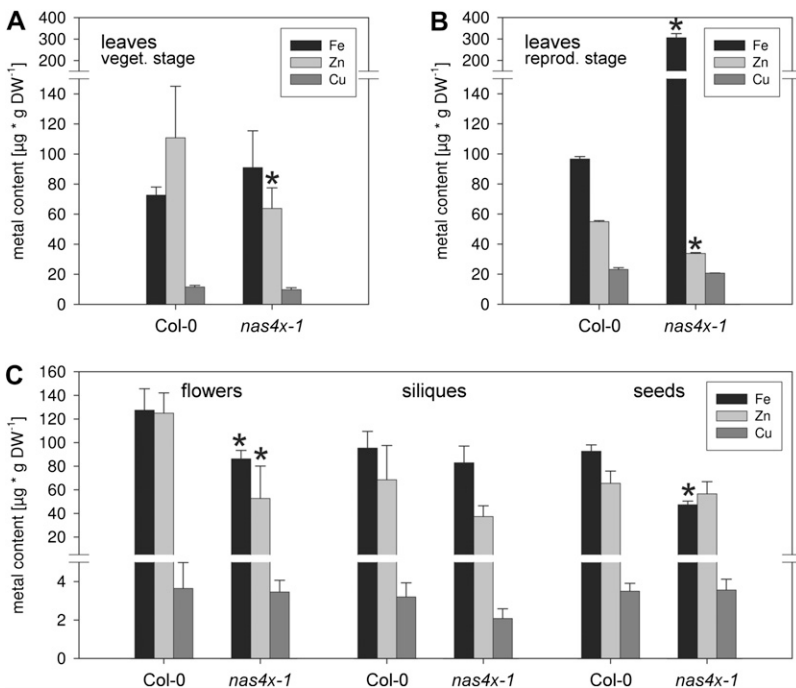 A
leaves
veget. stage
Fe
Zn
Cu
metal content [µg * g DW⁻¹]
400
300
200
140
120
100
80
60
40
20
0
Col-0
nas4x-1
*
B
leaves
reprod. stage
Fe
Zn
Cu
metal content [µg * g DW⁻¹]
400
300
200
140
120
100
80
60
40
20
0
Col-0
nas4x-1
*
*
C
flowers
siliques
seeds
Fe
Zn
Cu
metal content [µg * g DW⁻¹]
160
140
120
100
80
60
40
20
4
2
0
* *
*
Col-0 nas4x-1 Col-0 nas4x-1 Col-0 nas4x-1